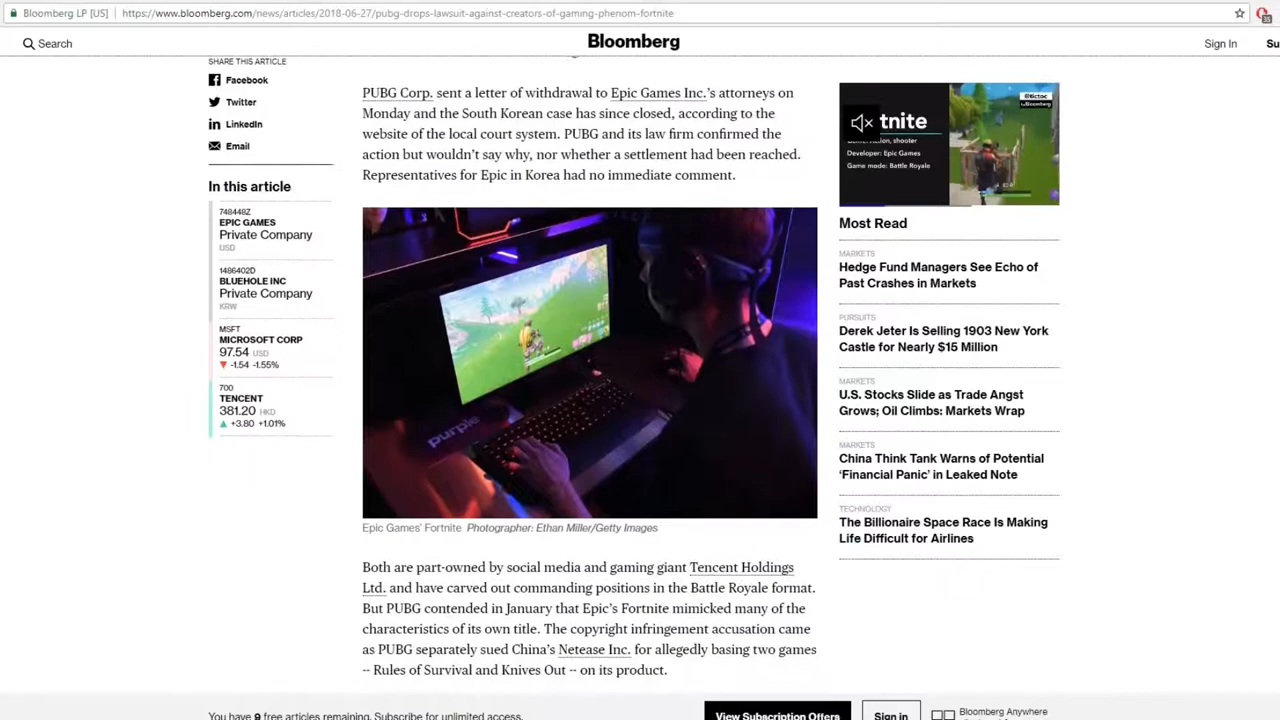 Bloomberg LP [US]
https://www.bloomberg.com/news/articles/2018-06-27/pubg-drops-lawsuit-against-creators-of-gaming-phenom-fortnite
35
Search
Bloomberg
Sign In
Su
SHARE THIS ARTICLE
Facebook
Twitter
LinkedIn
Email
In this article
748448Z
EPIC GAMES
Private Company
USD
1486402D
BLUEHOLE INC
Private Company
KRW
MSFT
MICROSOFT CORP
97.54 USD
▼ -1.54 -1.55%
700
TENCENT
381.20 HKD
▲ +3.80 +1.01%
PUBG Corp. sent a letter of withdrawal to Epic Games Inc.'s attorneys on
Monday and the South Korean case has since closed, according to the
website of the local court system. PUBG and its law firm confirmed the
action but wouldn't say why, nor whether a settlement had been reached.
Representatives for Epic in Korea had no immediate comment.
purple
Epic Games' Fortnite Photographer: Ethan Miller/Getty Images
Both are part-owned by social media and gaming giant Tencent Holdings
Ltd. and have carved out commanding positions in the Battle Royale format.
But PUBG contended in January that Epic's Fortnite mimicked many of the
characteristics of its own title. The copyright infringement accusation came
as PUBG separately sued China's Netease Inc. for allegedly basing two games
-- Rules of Survival and Knives Out -- on its product.
@tictoc
Bloomberg
tnite
shooter
Developer: Epic Games
Game mode: Battle Royale
Most Read
MARKETS
Hedge Fund Managers See Echo of
Past Crashes in Markets
PURSUITS
Derek Jeter Is Selling 1903 New York
Castle for Nearly $15 Million
MARKETS
U.S. Stocks Slide as Trade Angst
Grows; Oil Climbs: Markets Wrap
MARKETS
China Think Tank Warns of Potential
'Financial Panic' in Leaked Note
TECHNOLOGY
The Billionaire Space Race Is Making
Life Difficult for Airlines
You have 9 free articles remaining. Subscribe for unlimited access.
View Subscription Offers
Sign in
Bloomberg Anywhere